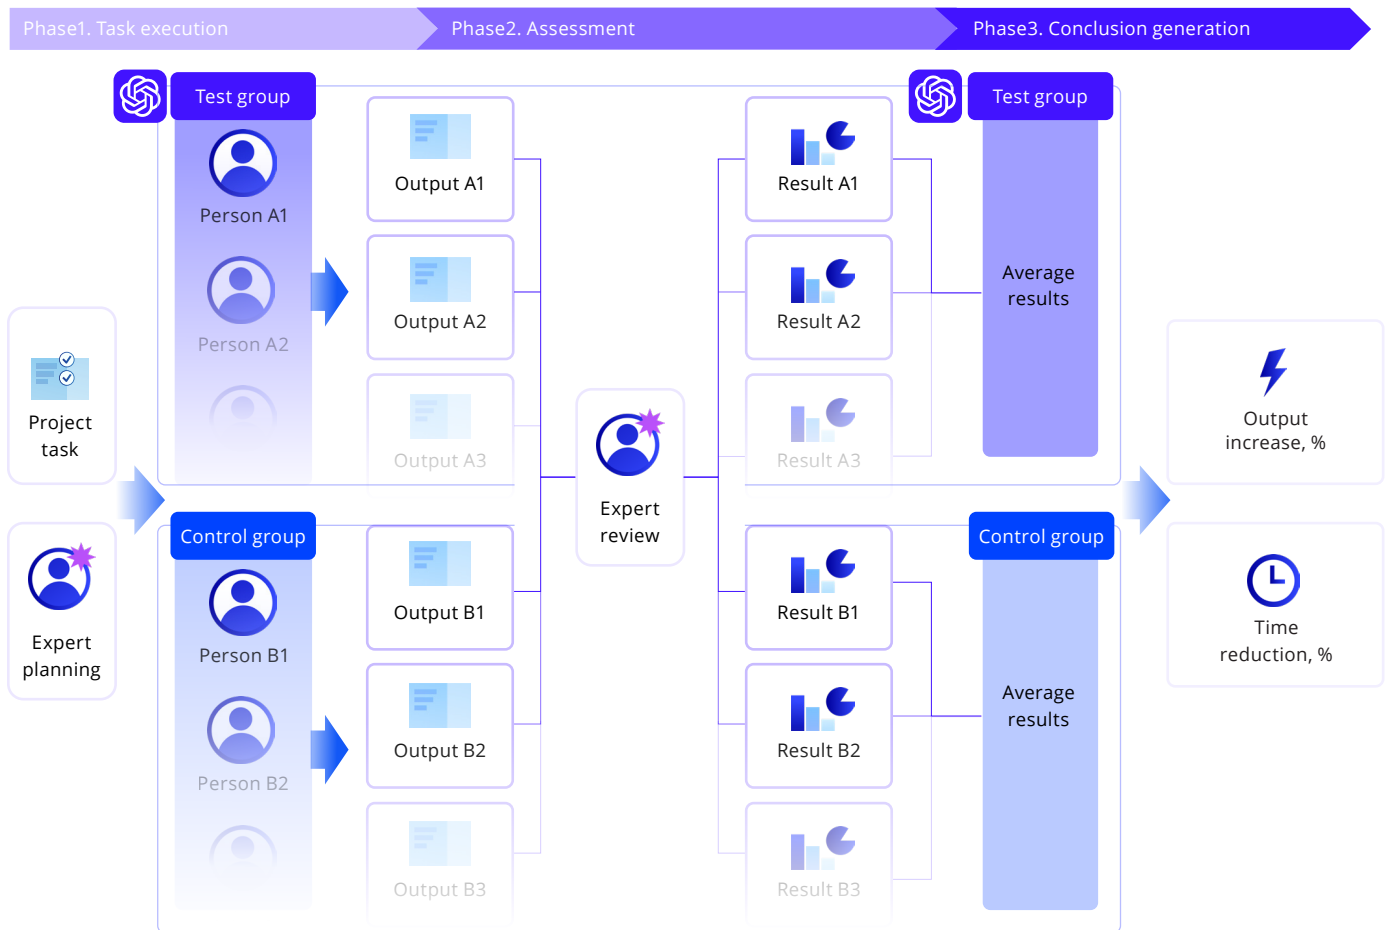 Phase1. Task execution
Phase2. Assessment
Phase3. Conclusion generation
Project
task
Expert
planning
Test group
Person A1
Person A2
Output A1
Output A2
Output A3
Control group
Person B1
Person B2
Output B1
Output B2
Output B3
Expert
review
Result A1
Result A2
Result A3
Result B1
Result B2
Result B3
Test group
Average
results
Control group
Average
results
Output
increase, %
Time
reduction, %